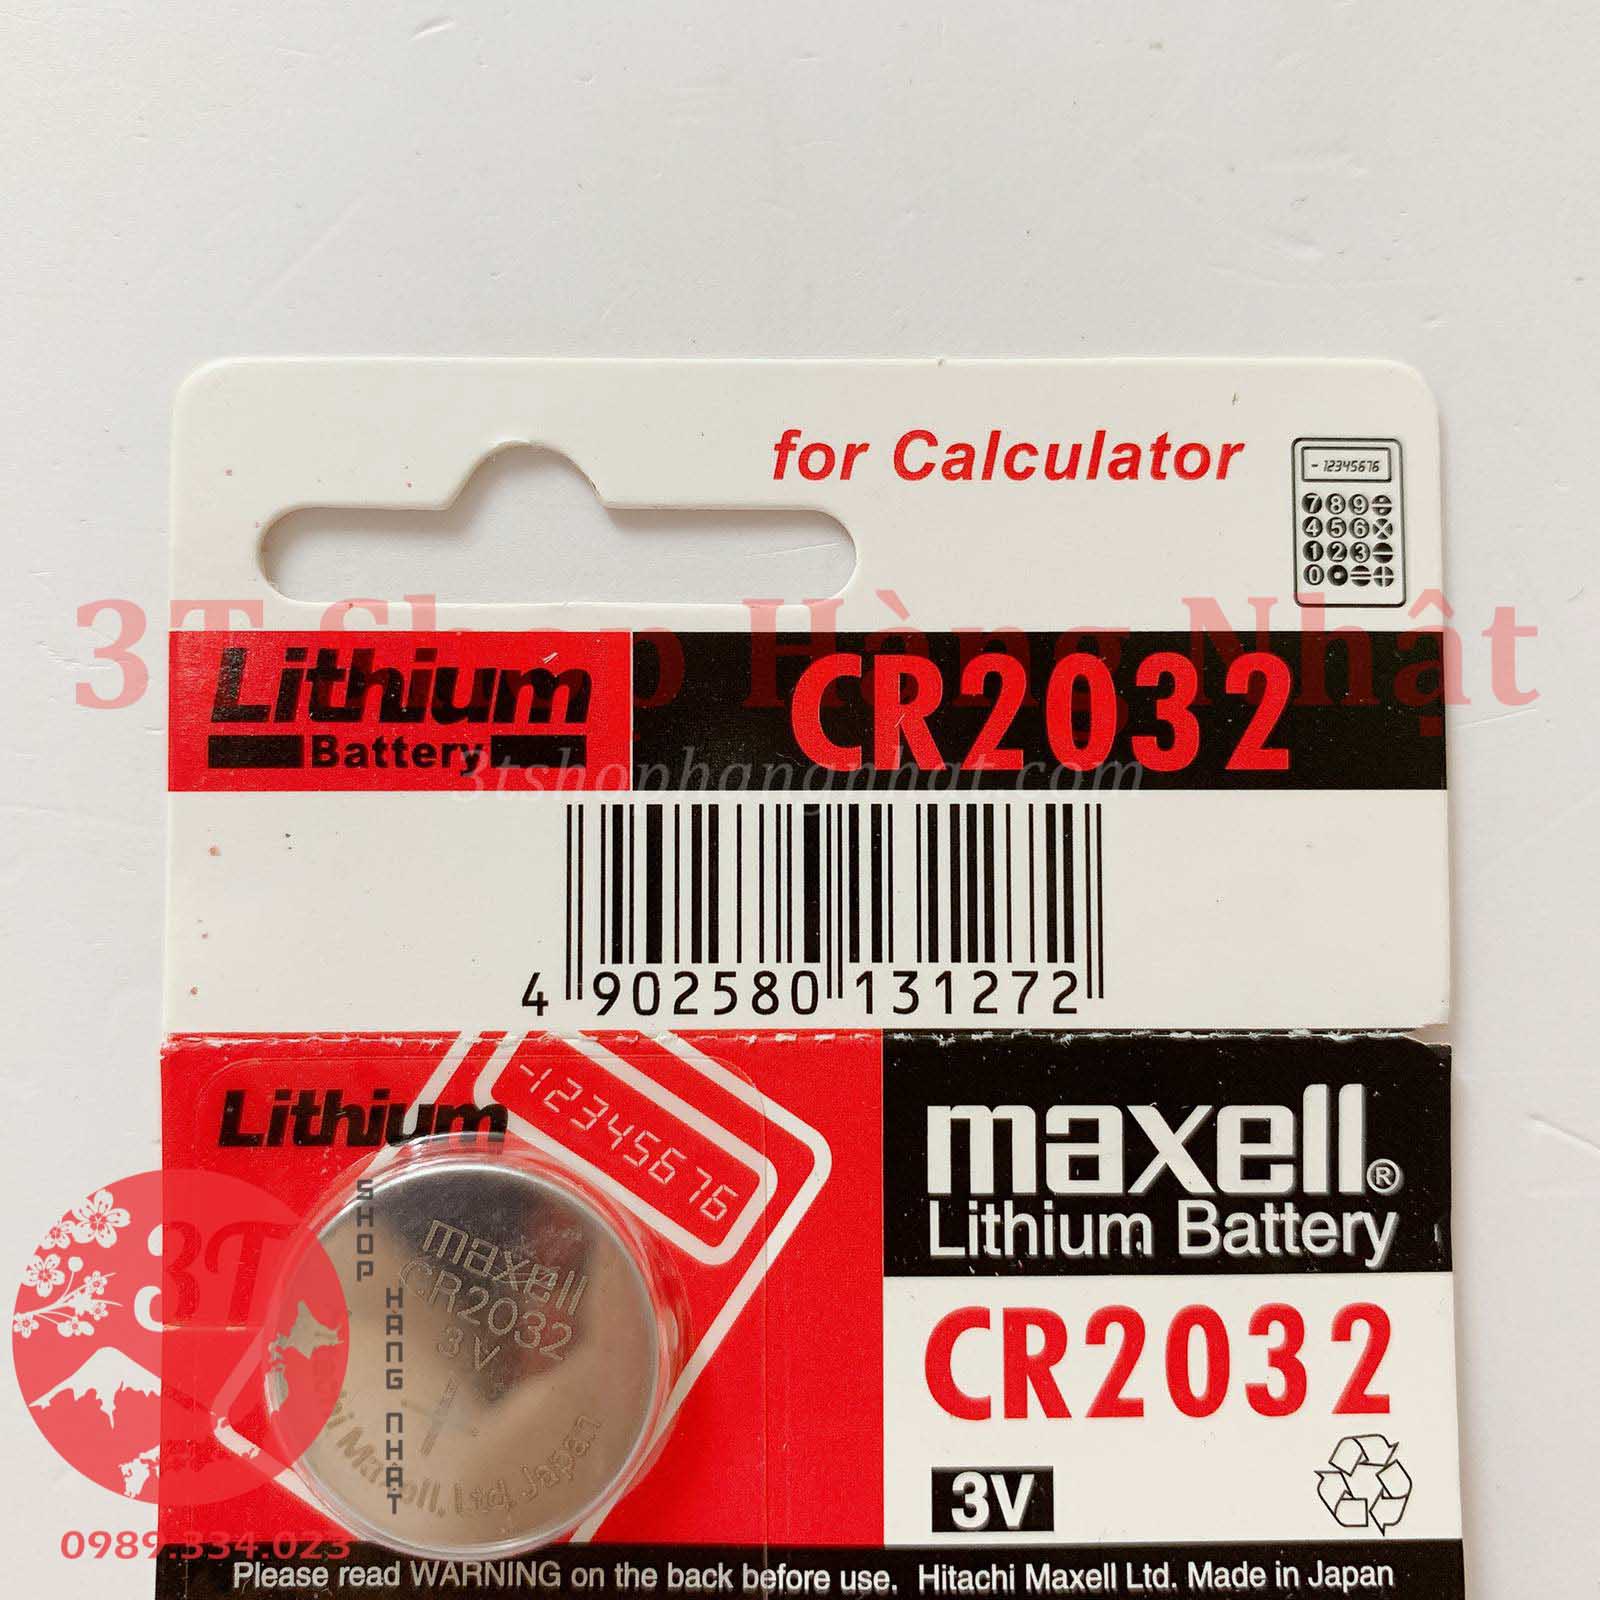 for Calculator
-12345676
7 8 9 ÷
4 5 6 ×
1 2 3 -
0 • = +
3T Shop Hàng Nhật
Lithium
Battery
CR2032
3tshophangnhat.com
4 902580 131272
Lithium
-12345676
maxell®
Lithium Battery
maxell
CR2032
3V
+
Maxell, Ltd. Japan
3T
SHOP HÀNG NHẬT
0989.334.023
CR2032
3V
Please read WARNING on the back before use. Hitachi Maxell Ltd. Made in Japan